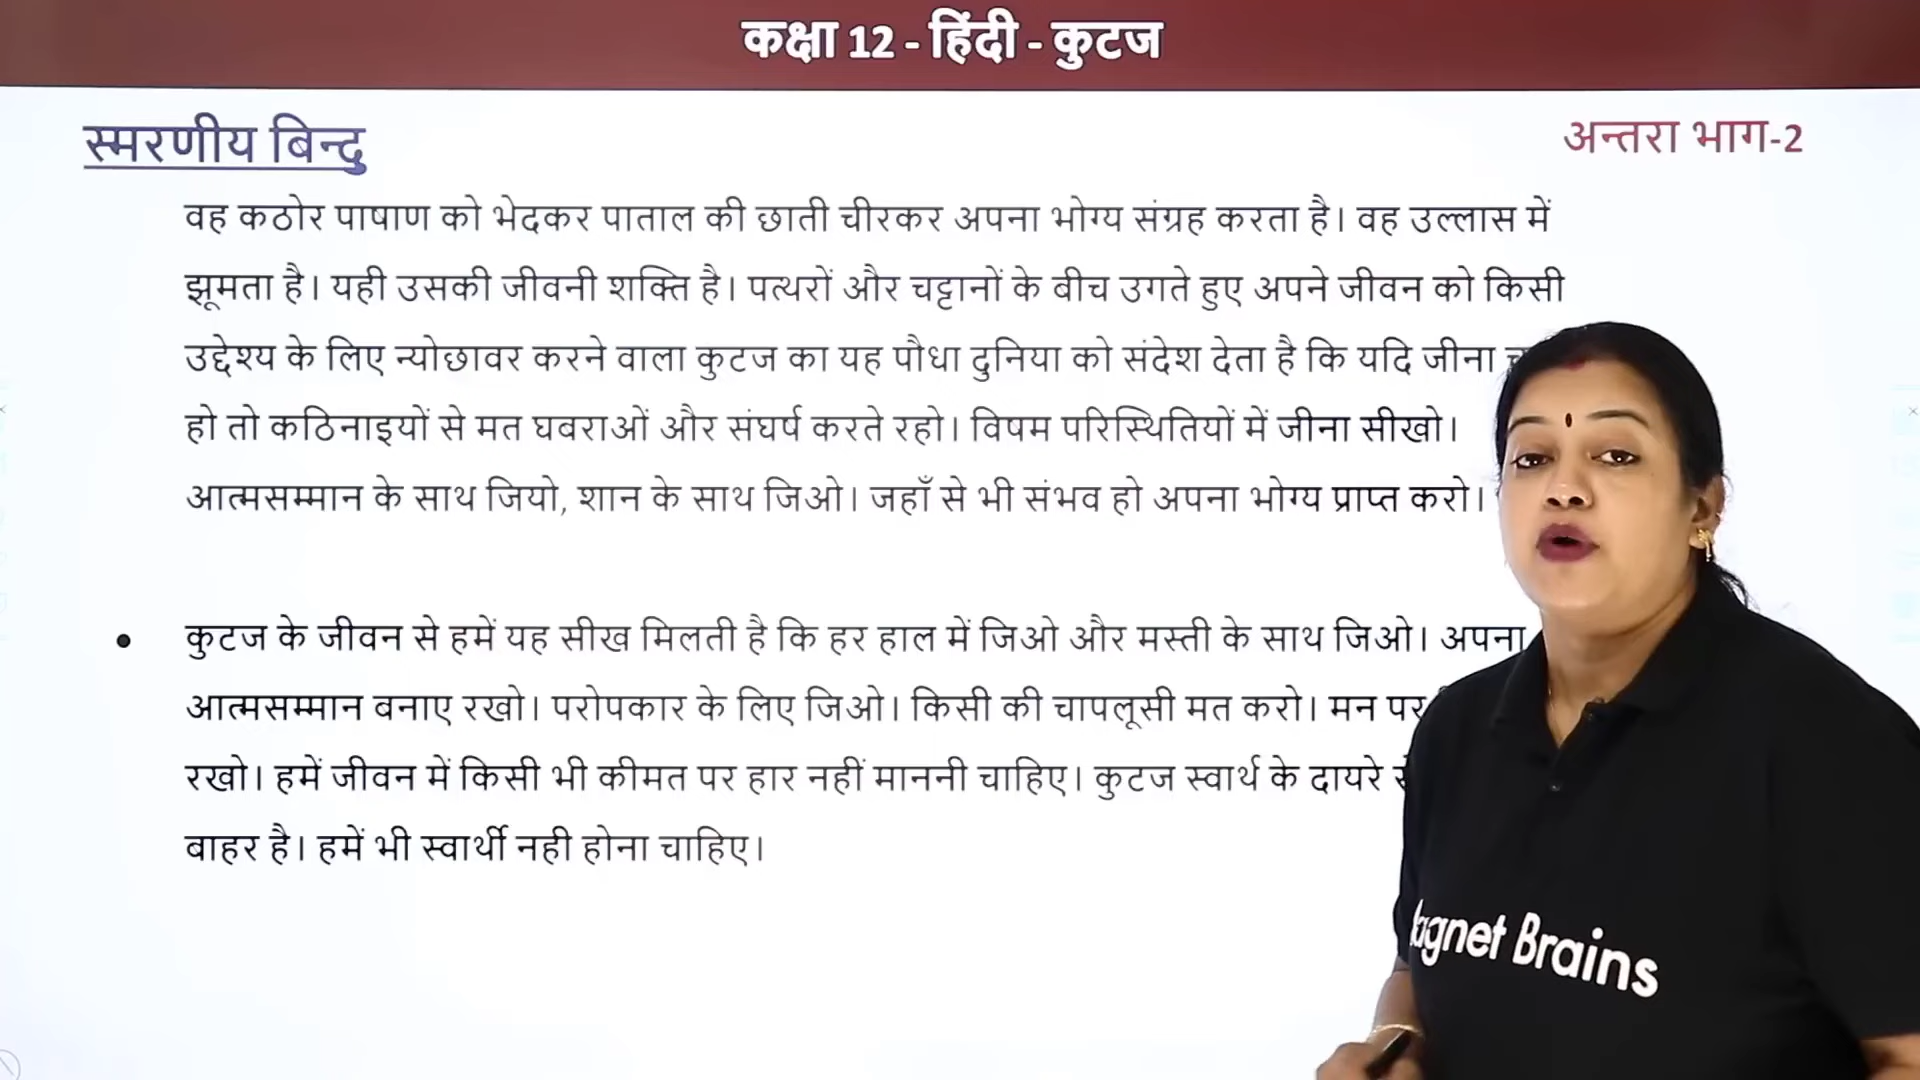 कक्षा 12 - हिंदी - कुटज
स्मरणीय बिन्दु
अन्तरा भाग-2
वह कठोर पाषाण को भेदकर पाताल की छाती चीरकर अपना भोग्य संग्रह करता है। वह उल्लास में
झूमता है। यही उसकी जीवनी शक्ति है। पत्थरों और चट्टानों के बीच उगते हुए अपने जीवन को किसी
उद्देश्य के लिए न्योछावर करने वाला कुटज का यह पौधा दुनिया को संदेश देता है कि यदि जीना
हो तो कठिनाइयों से मत घबराओं और संघर्ष करते रहो। विषम परिस्थितियों में जीना सीखो।
आत्मसम्मान के साथ जियो, शान के साथ जिओ। जहाँ से भी संभव हो अपना भोग्य प्राप्त करो।
• कुटज के जीवन से हमें यह सीख मिलती है कि हर हाल में जिओ और मस्ती के साथ जिओ। अपना
आत्मसम्मान बनाए रखो। परोपकार के लिए जिओ। किसी की चापलूसी मत करो। मन पर
रखो। हमें जीवन में किसी भी कीमत पर हार नहीं माननी चाहिए। कुटज स्वार्थ के दायरे
बाहर है। हमें भी स्वार्थी नही होना चाहिए।
agnet Brains